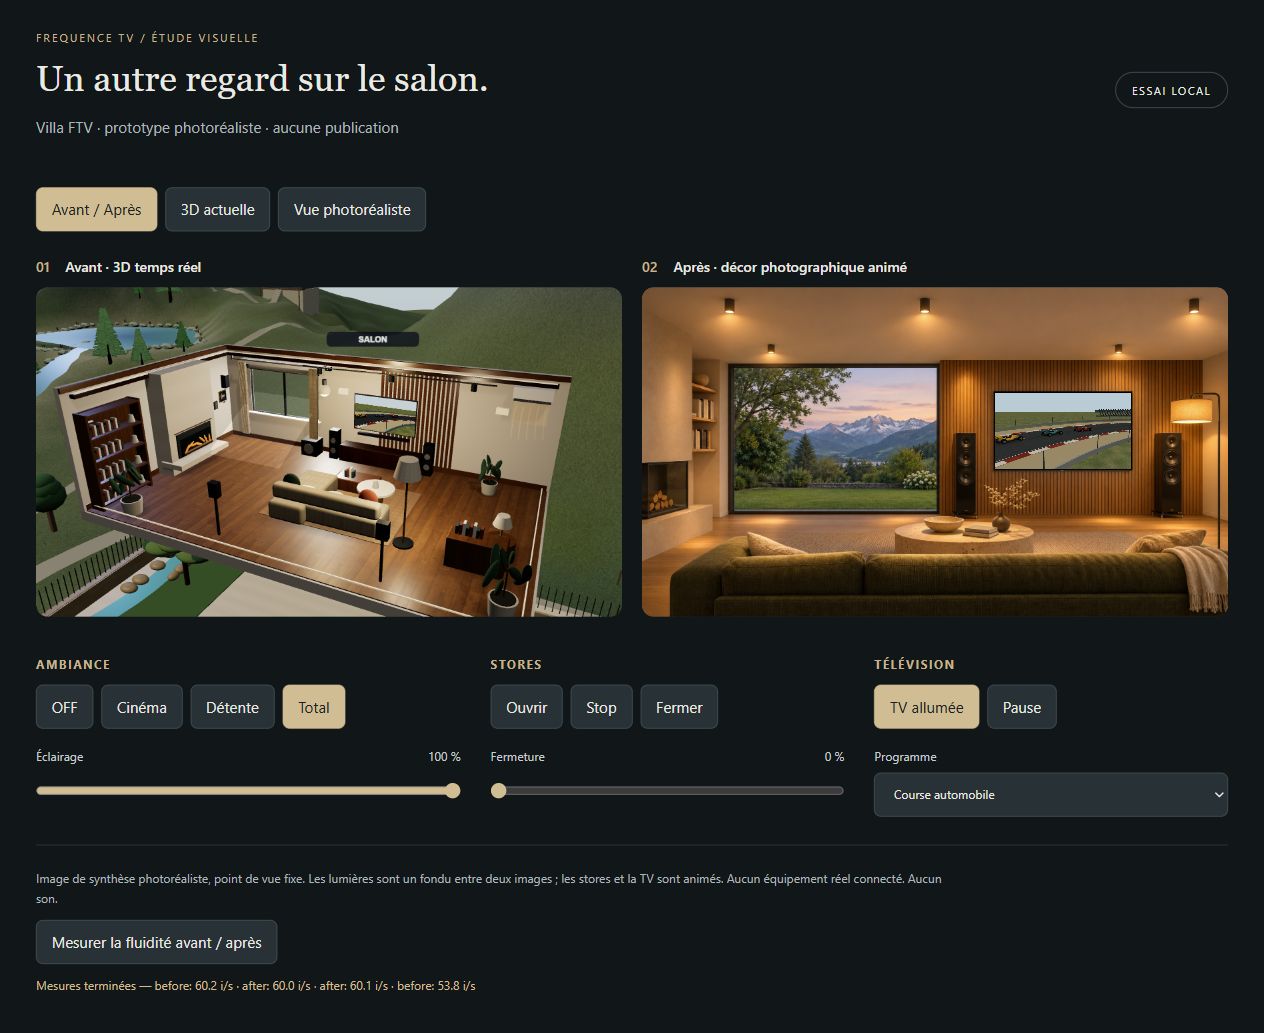 FREQUENCE TV / ÉTUDE VISUELLE
Un autre regard sur le salon.
ESSAI LOCAL
Villa FTV · prototype photoréaliste · aucune publication
Avant / Après
3D actuelle
Vue photoréaliste
01 Avant · 3D temps réel
02 Après · décor photographique animé
SALON
AMBIANCE
OFF
Cinéma
Détente
Total
Éclairage
100 %
STORES
Ouvrir
Stop
Fermer
Fermeture
0 %
TÉLÉVISION
TV allumée
Pause
Programme
Course automobile
Image de synthèse photoréaliste, point de vue fixe. Les lumières sont un fondu entre deux images ; les stores et la TV sont animés. Aucun équipement réel connecté. Aucun
son.
Mesurer la fluidité avant / après
Mesures terminées — before: 60.2 i/s · after: 60.0 i/s · after: 60.1 i/s · before: 53.8 i/s